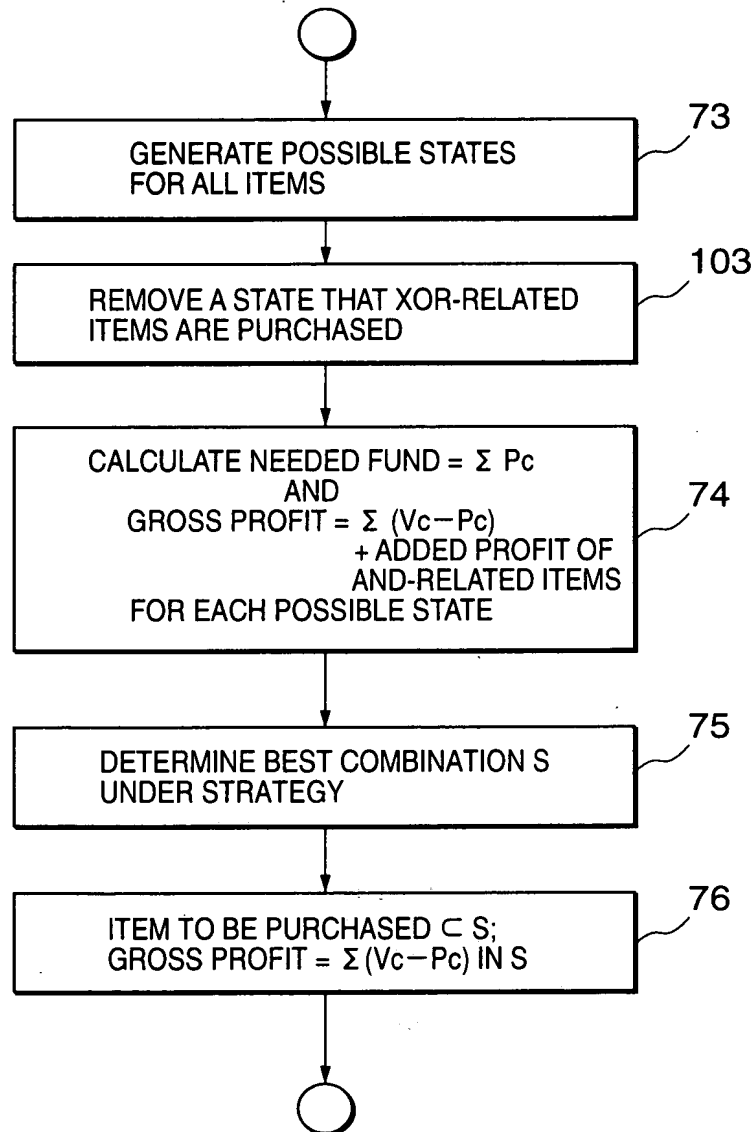 73
GENERATE POSSIBLE STATES
FOR ALL ITEMS
103
REMOVE A STATE THAT XOR-RELATED
ITEMS ARE PURCHASED
CALCULATE NEEDED FUND = Σ Pc
AND
GROSS PROFIT = Σ (Vc−Pc)
+ ADDED PROFIT OF
AND-RELATED ITEMS
FOR EACH POSSIBLE STATE
74
75
DETERMINE BEST COMBINATION S
UNDER STRATEGY
76
ITEM TO BE PURCHASED ⊂ S;
GROSS PROFIT = Σ (Vc−Pc) IN S